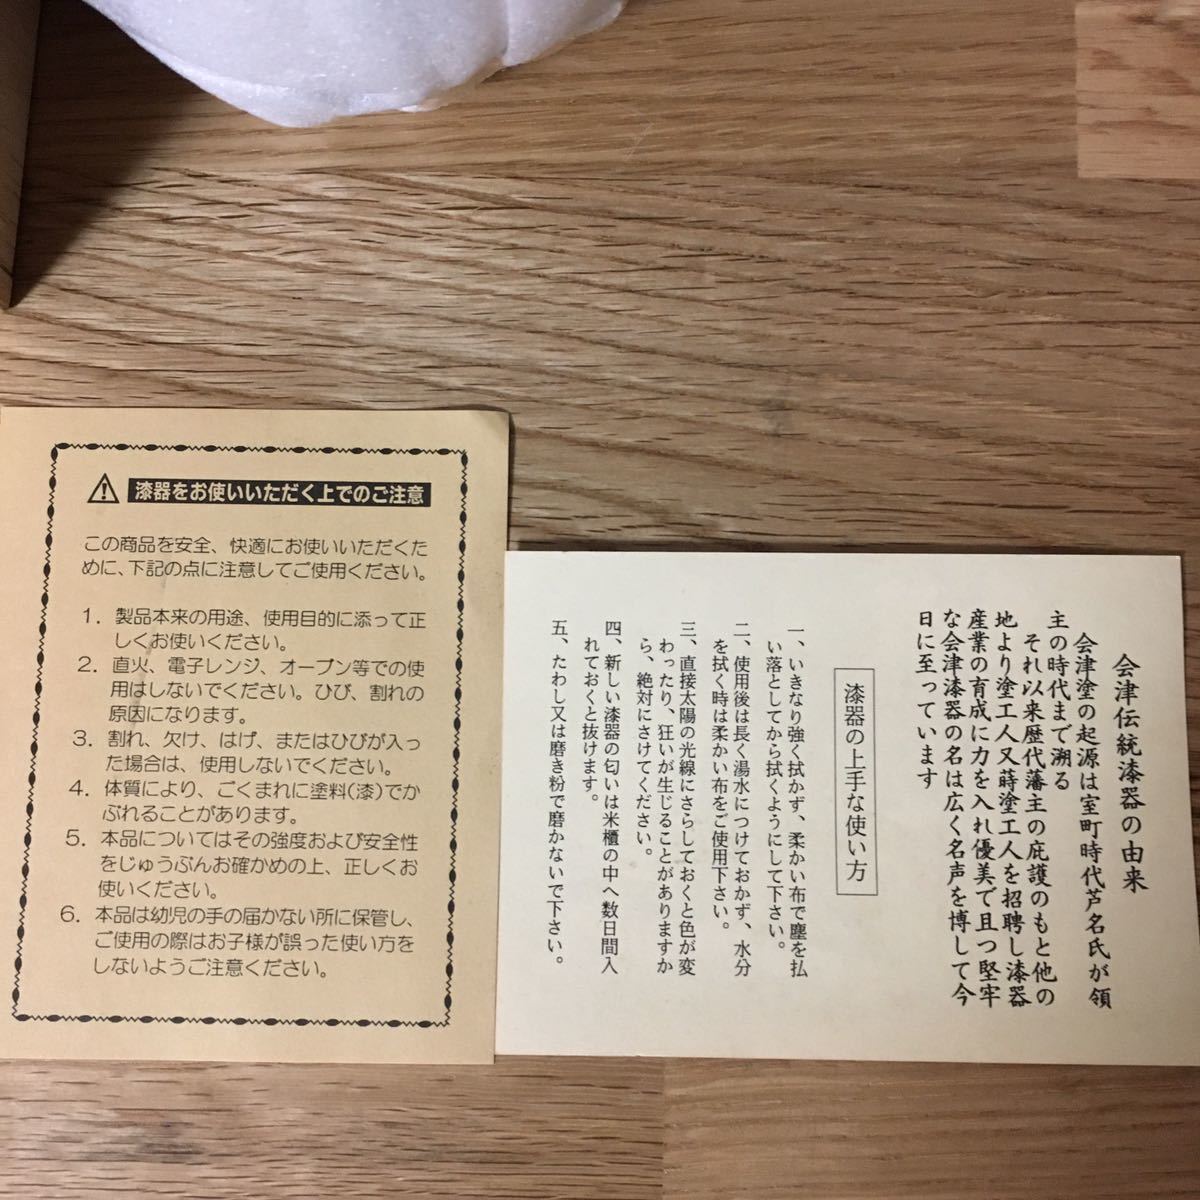 漆器をお使いいただく上でのご注意
この商品を安全、快適にお使いいただくた
めに、下記の点に注意してご使用ください。
1. 製品本来の用途、使用目的に添って正
しくお使いください。
2. 直火、電子レンジ、オーブン等での使
用はしないでください。ひび、割れの
原因になります。
3. 割れ、欠け、はげ、またはひびが入っ
た場合は、使用しないでください。
4. 体質により、ごくまれに塗料(漆)でか
ぶれることがあります。
5. 本品についてはその強度および安全性
をじゅうぶんお確かめの上、正しくお
使いください。
6. 本品は幼児の手の届かない所に保管し、
ご使用の際はお子様が誤った使い方を
しないようご注意ください。
会津伝統漆器の由来
会津塗の起源は室町時代芦名氏が領
主の時代まで溯る
それ以来歴代藩主の庇護のもと他の
地より塗工人又蒔塗工人を招聘し漆器
産業の育成に力を入れ優美で且つ堅牢
な会津漆器の名は広く名声を博して今
日に至っています
漆器の上手な使い方
一、いきなり強く拭かず、柔かい布で塵を払
い落としてから拭くようにして下さい。
二、使用後は長く湯水につけておかず、水分
を拭く時は柔かい布をご使用下さい。
三、直接太陽の光線にさらしておくと色が変
わったり、狂いが生じることがありますか
ら、絶対にさけてください。
四、新しい漆器の匂いは米櫃の中へ数日間入
れておくと抜けます。
五、たわし又は磨き粉で磨かないで下さい。